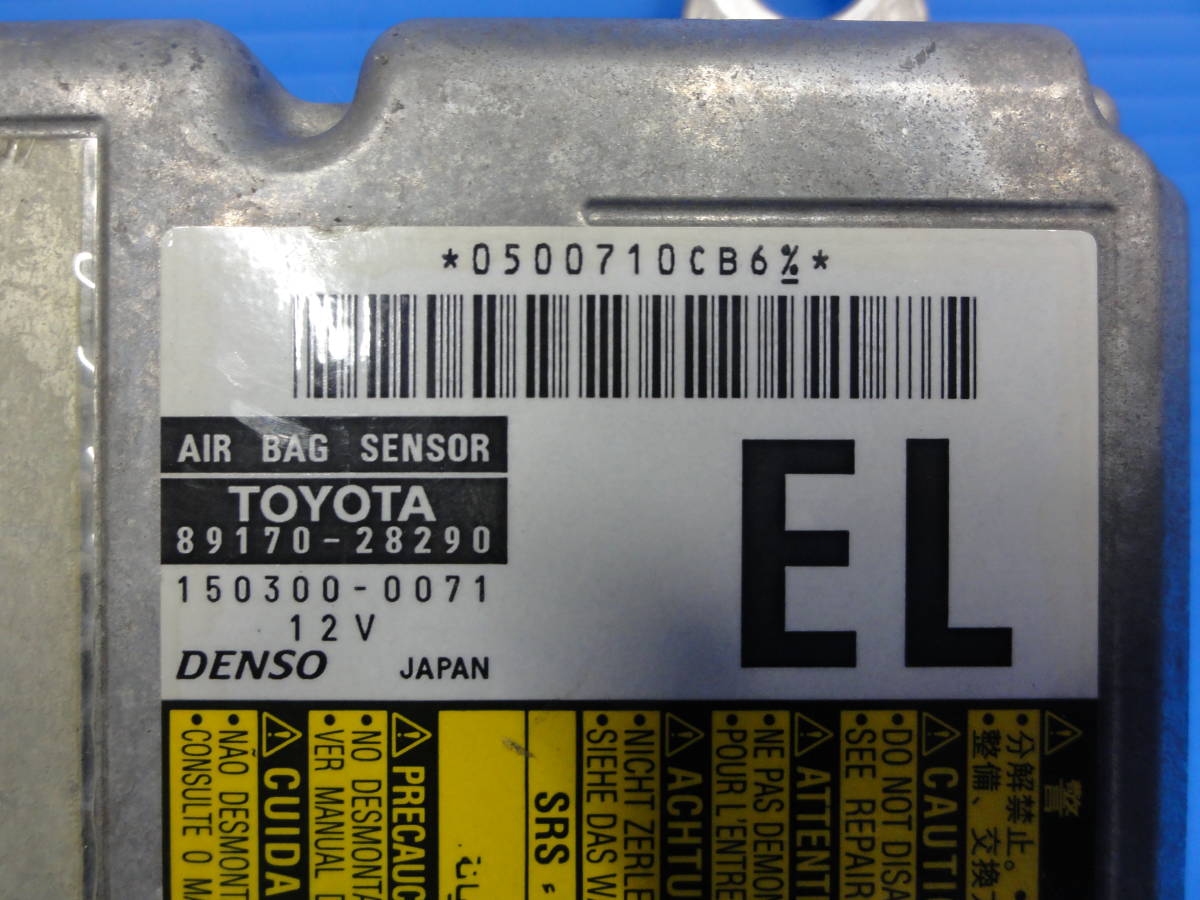 *0500710CB6%*
AIR BAG SENSOR
TOYOTA
89170-28290
150300-0071
12V
DENSO JAPAN
EL
警
・分解禁止。・
・整備、交換
CAUTI
・DO NOT DISA
・SEE REPAIR
ATTENT
・NE PAS DEMON
・POUR L'ENTRE
ACHTU
・NICHT ZERLE
・SIEHE DAS WA
SRS
PRECAUC
・NO DESMONTA
・VER MANUAL D
CUIDA
・NÃO DESMONT
・CONSULTE O M